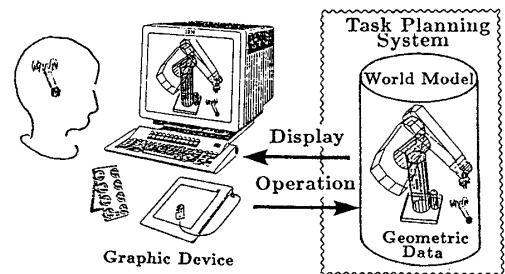 Task Planning
System
World Model
IBM
Display
Operation
Geometric
Data
Graphic Device